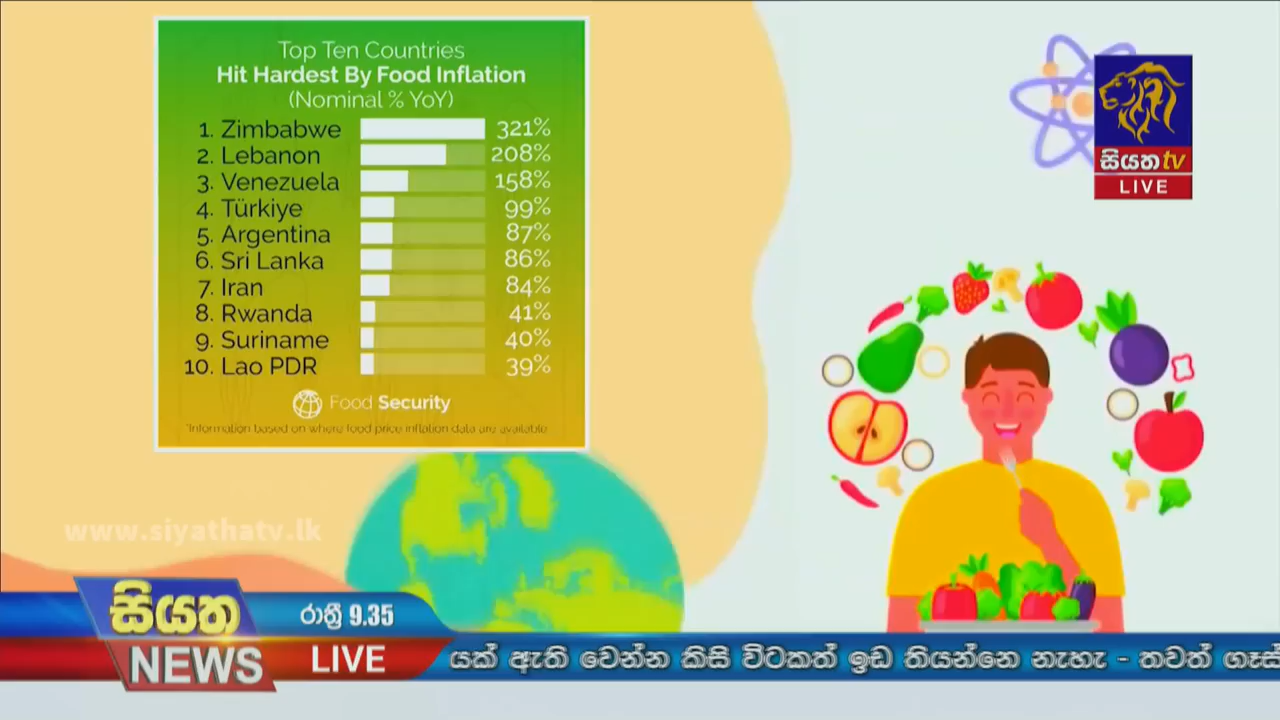 Top Ten Countries
Hit Hardest By Food Inflation
(Nominal % YoY)
1. Zimbabwe 321%
2. Lebanon 208%
3. Venezuela 158%
4. Türkiye 99%
5. Argentina 87%
6. Sri Lanka 86%
7. Iran 84%
8. Rwanda 41%
9. Suriname 40%
10. Lao PDR 39%
Food Security
*Information based on where food price inflation data are available
සියත tv
LIVE
www.siyathatv.lk
සියත
NEWS
රාත්‍රී 9.35
LIVE
යක් ඇති වෙන්න කිසි විටකත් ඉඩ තියන්නෙ නැහැ - තවත් ගෑස්